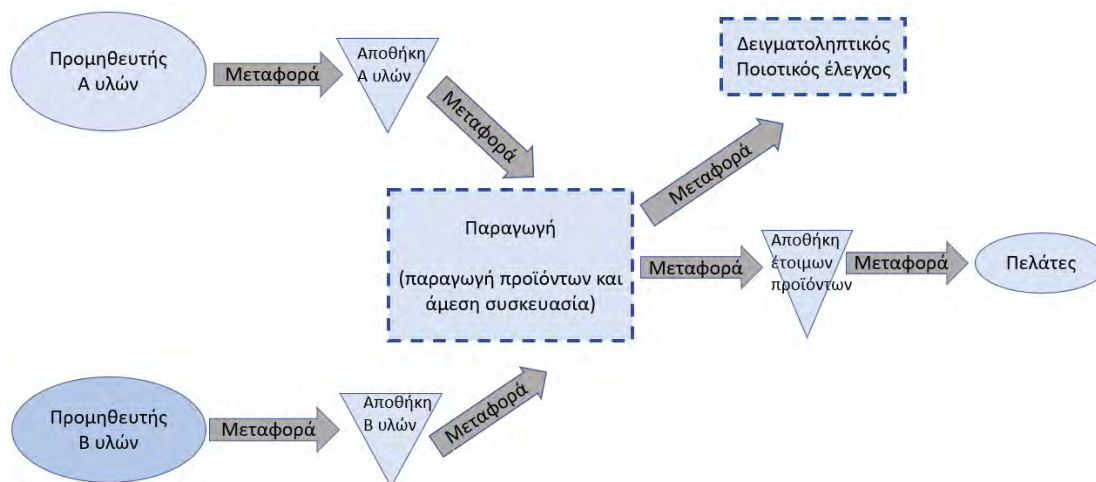 Προμηθευτής
Α υλών
Μεταφορά
Αποθήκη
Α υλών
Μεταφορά
Δειγματοληπτικός
Ποιοτικός έλεγχος
Μεταφορά
Παραγωγή
(παραγωγή προϊόντων και
άμεση συσκευασία)
Μεταφορά
Αποθήκη
έτοιμων
προϊόντων
Μεταφορά
Πελάτες
Προμηθευτής
Β υλών
Μεταφορά
Αποθήκη
Β υλών
Μεταφορά